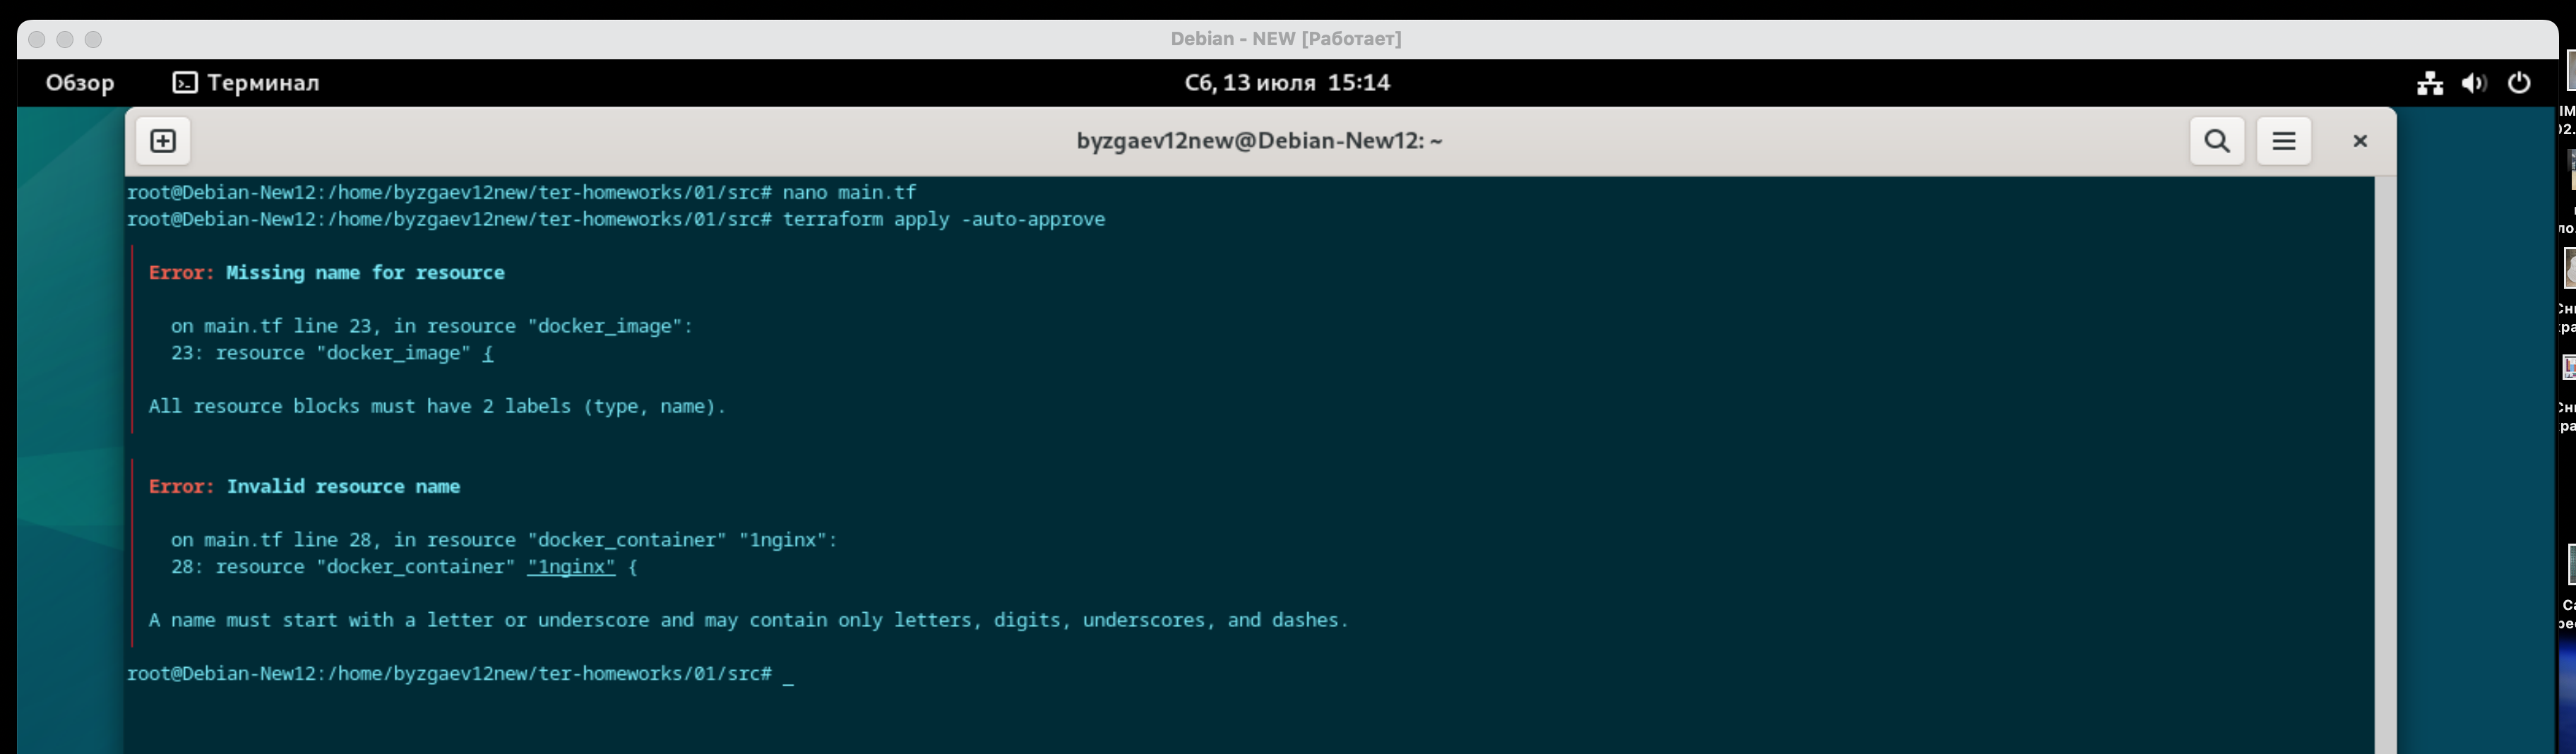 Debian - NEW [Работает]
Обзор
Терминал
Сб, 13 июля 15:14
byzgaev12new@Debian-New12: ~
root@Debian-New12:/home/byzgaev12new/ter-homeworks/01/src# nano main.tf
root@Debian-New12:/home/byzgaev12new/ter-homeworks/01/src# terraform apply -auto-approve
Error: Missing name for resource
on main.tf line 23, in resource "docker_image":
23: resource "docker_image" {
All resource blocks must have 2 labels (type, name).
Error: Invalid resource name
on main.tf line 28, in resource "docker_container" "1nginx":
28: resource "docker_container" "1nginx" {
A name must start with a letter or underscore and may contain only letters, digits, underscores, and dashes.
root@Debian-New12:/home/byzgaev12new/ter-homeworks/01/src# _